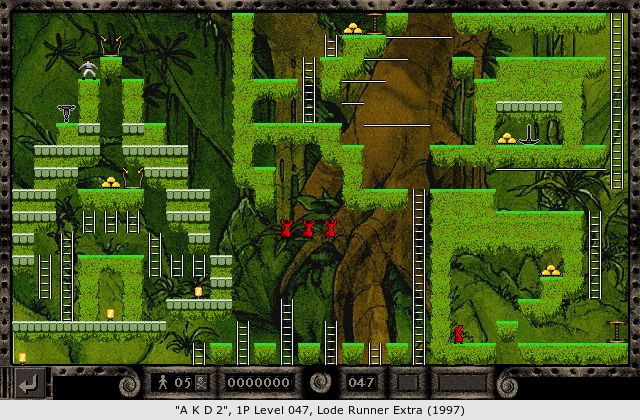 05 0000000 047
"A K D 2", 1P Level 047, Lode Runner Extra (1997)